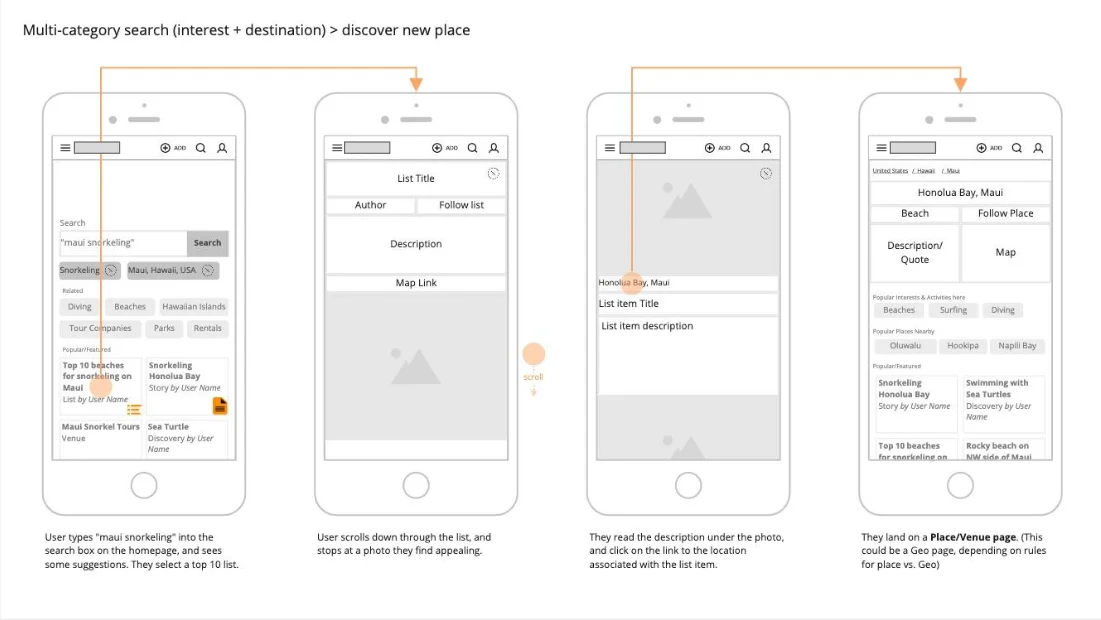 Multi-category search (interest + destination) > discover new place
ADD
Search
"maui snorkeling"
Search
Snorkeling
Maui, Hawaii, USA
Related
Diving
Beaches
Hawaiian Islands
Tour Companies
Parks
Rentals
Popular/Featured
Top 10 beaches
for snorkeling on
Maui
List by User Name
Snorkeling
Honolua Bay
Story by User Name
Maui Snorkel Tours
Venue
Sea Turtle
Discovery by User
Name
User types "maui snorkeling" into the
search box on the homepage, and sees
some suggestions. They select a top 10 list.
ADD
List Title
Author
Follow list
Description
Map Link
User scrolls down through the list, and
stops at a photo they find appealing.
scroll
ADD
Honolua Bay, Maui
List item Title
List item description
They read the description under the photo,
and click on the link to the location
associated with the list item.
ADD
United States / Hawaii / Maui
Honolua Bay, Maui
Beach
Follow Place
Description/
Quote
Map
Popular Interests & Activities here
Beaches
Surfing
Diving
Popular Places Nearby
Oluwalu
Hookipa
Napili Bay
Popular/Featured
Snorkeling
Honolua Bay
Story by User Name
Swimming with
Sea Turtles
Discovery by User
Name
Top 10 beaches
for snorkeling on
Rocky beach on
NW side of Maui
They land on a Place/Venue page. (This
could be a Geo page, depending on rules
for place vs. Geo)